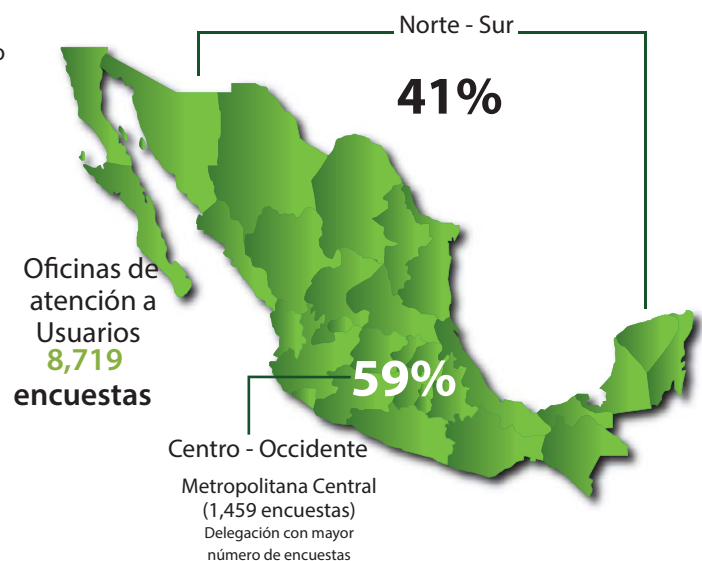 Norte - Sur
41%
Oficinas de
atención a
Usuarios
8,719
encuestas
59%
Centro - Occidente
Metropolitana Central
(1,459 encuestas)
Delegación con mayor
número de encuestas